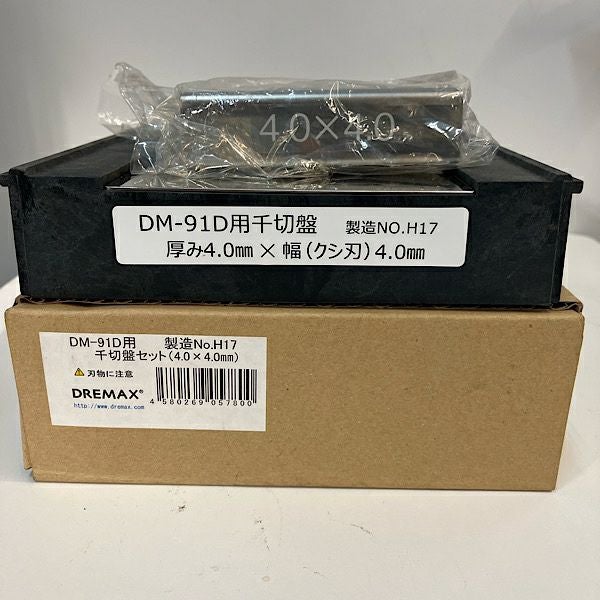 4.0×4.0
DM-91D用千切盤 製造NO.H17
厚み4.0㎜×幅(クシ刃)4.0㎜
DM-91D用 製造No.H17
千切盤セット(4.0×4.0mm)
刃物に注意
DREMAX®
http://www.dremax.com
4 580269 057800